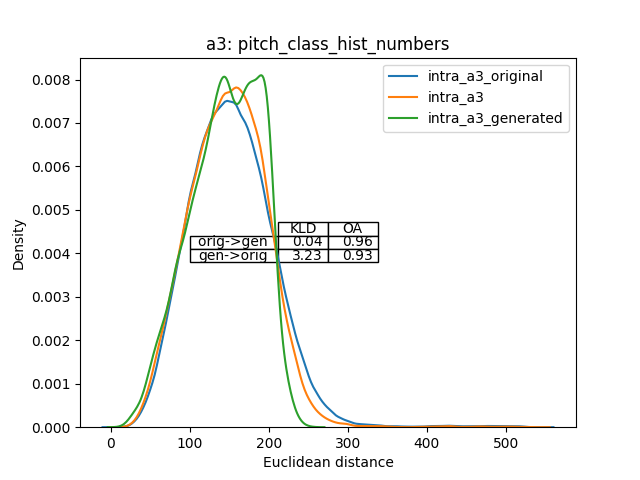 a3: pitch_class_hist_numbers
intra_a3_original
intra_a3
intra_a3_generated
0.008
0.007
0.006
0.005
0.004
0.003
0.002
0.001
0.000
Density
KLD OA
orig->gen 0.04 0.96
gen->orig 3.23 0.93
0 100 200 300 400 500
Euclidean distance